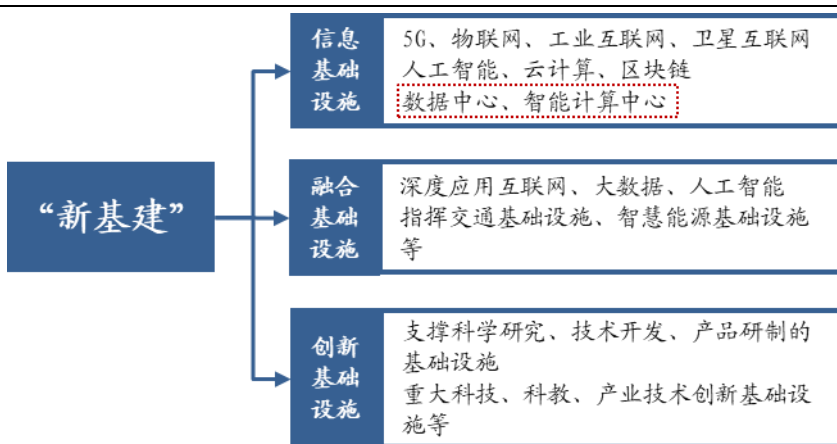 “新基建”
信息
基础
设施
5G、物联网、工业互联网、卫星互联网
人工智能、云计算、区块链
数据中心、智能计算中心
融合
基础
设施
深度应用互联网、大数据、人工智能
指挥交通基础设施、智慧能源基础设施
等
创新
基础
设施
支撑科学研究、技术开发、产品研制的
基础设施
重大科技、科教、产业技术创新基础设
施等